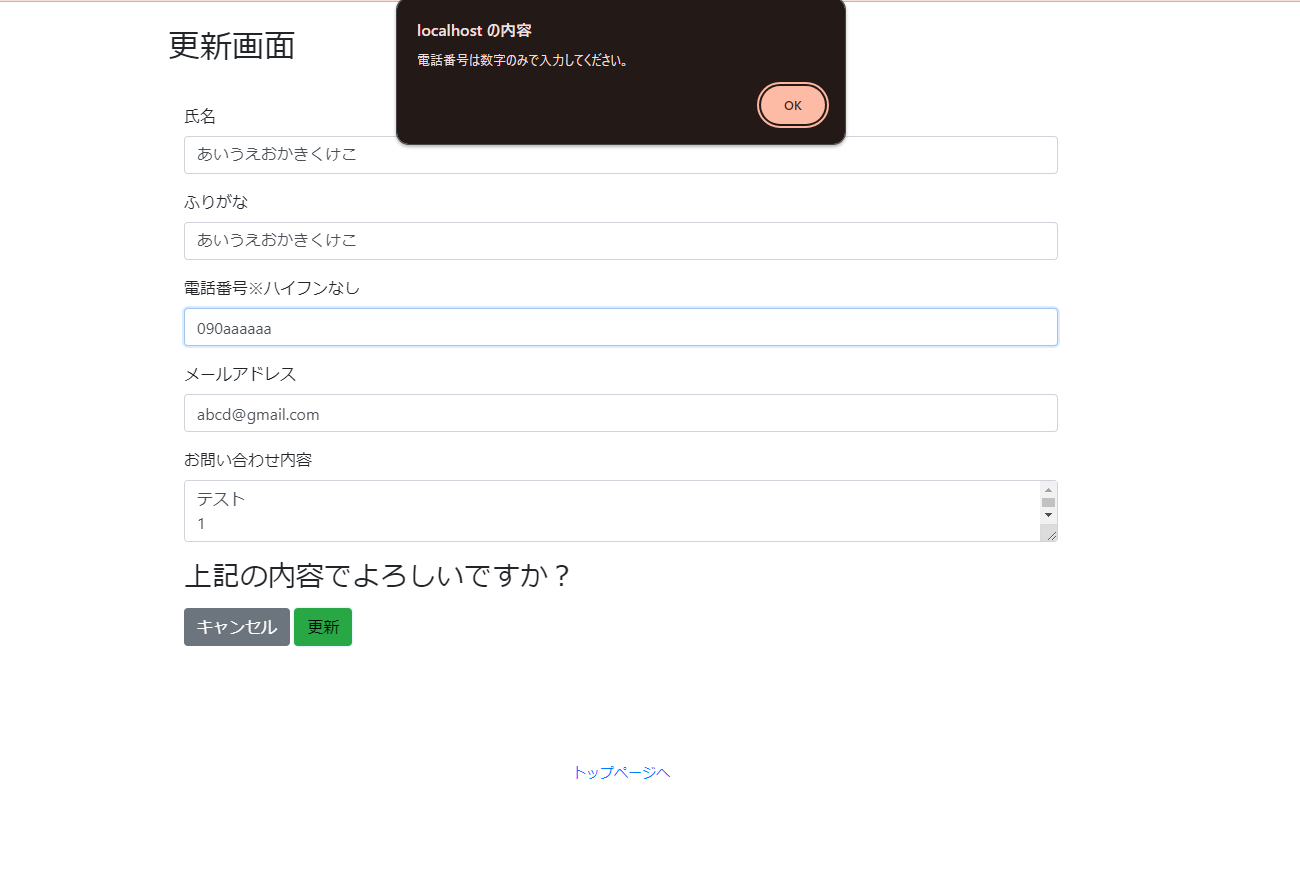 localhost の内容
電話番号は数字のみで入力してください。
OK
更新画面
氏名
あいうえおかきくけこ
ふりがな
あいうえおかきくけこ
電話番号※ハイフンなし
090aaaaaa
メールアドレス
abcd@gmail.com
お問い合わせ内容
テスト
1
上記の内容でよろしいですか？
キャンセル 更新
トップページへ